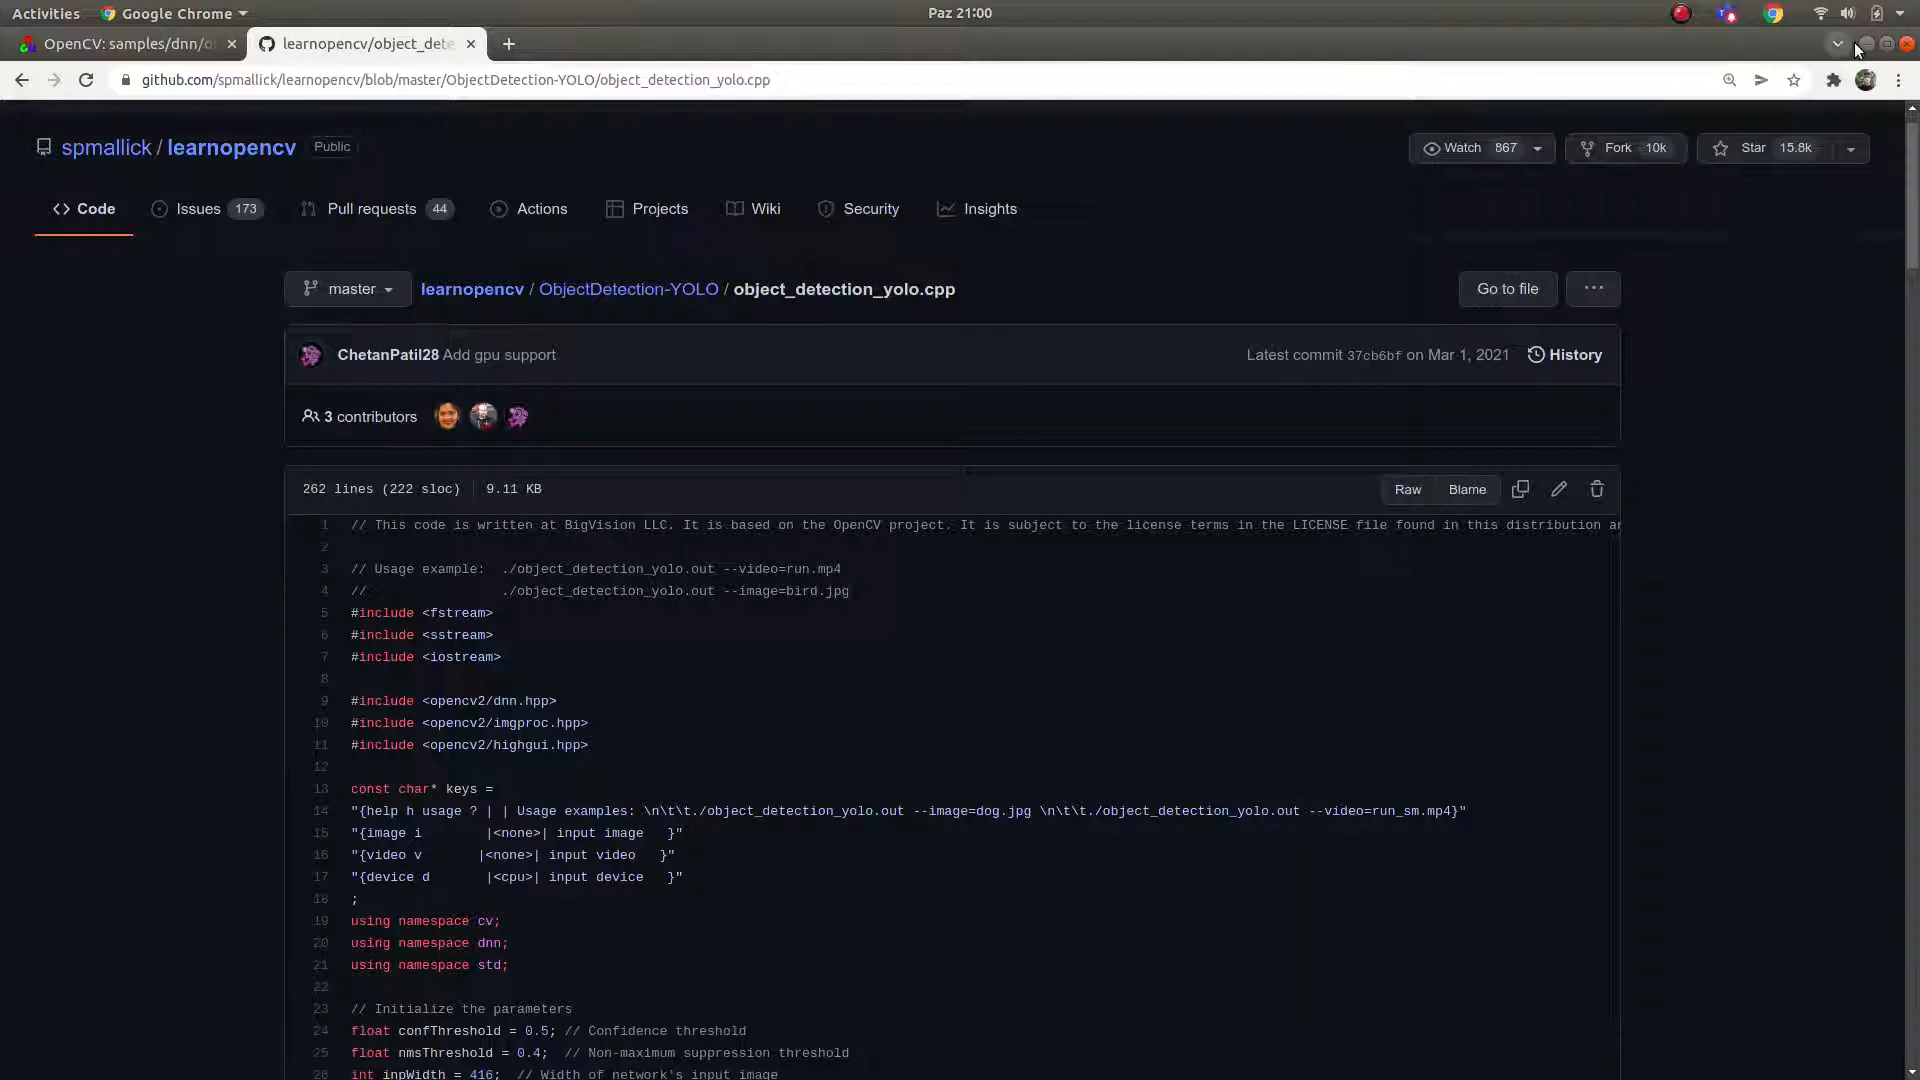 Activities Google Chrome Paz 21:00
OpenCV: samples/dnn/o learnopencv/object_dete
github.com/spmallick/learnopencv/blob/master/ObjectDetection-YOLO/object_detection_yolo.cpp
spmallick / learnopencv Public Watch 867 Fork 10k Star 15.8k
<> Code Issues 173 Pull requests 44 Actions Projects Wiki Security Insights
master learnopencv / ObjectDetection-YOLO / object_detection_yolo.cpp Go to file ...
ChetanPatil28 Add gpu support Latest commit 37cb6bf on Mar 1, 2021 History
3 contributors
262 lines (222 sloc) 9.11 KB Raw Blame
1 // This code is written at BigVision LLC. It is based on the OpenCV project. It is subject to the license terms in the LICENSE file found in this distribution an
2
3 // Usage example:  ./object_detection_yolo.out --video=run.mp4
4 //                 ./object_detection_yolo.out --image=bird.jpg
5 #include <fstream>
6 #include <sstream>
7 #include <iostream>
8
9 #include <opencv2/dnn.hpp>
10 #include <opencv2/imgproc.hpp>
11 #include <opencv2/highgui.hpp>
12
13 const char* keys =
14 "{help h usage ? | | Usage examples: \n\t\t./object_detection_yolo.out --image=dog.jpg \n\t\t./object_detection_yolo.out --video=run_sm.mp4}"
15 "{image i        |<none>| input image   }"
16 "{video v       |<none>| input video   }"
17 "{device d       |<cpu>| input device   }"
18 ;
19 using namespace cv;
20 using namespace dnn;
21 using namespace std;
22
23 // Initialize the parameters
24 float confThreshold = 0.5; // Confidence threshold
25 float nmsThreshold = 0.4;  // Non-maximum suppression threshold
26 int inpWidth = 416;  // Width of network's input image